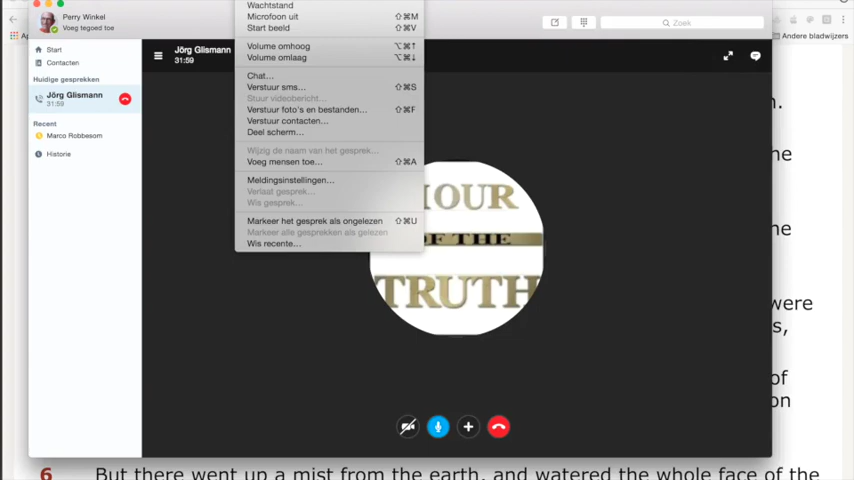 Perry Winkel
Voeg tegoed toe
Zoek
Andere bladwijzers
Start
Contacten
Huidige gesprekken
Jörg Glismann
31:59
Recent
Marco Robbesom
Historie
Jörg Glismann
31:59
Wachtstand
Microfoon uit ⇧⌘M
Start beeld ⇧⌘V
Volume omhoog ⌥⌘↑
Volume omlaag ⌥⌘↓
Chat...
Verstuur sms... ⇧⌘S
Stuur videobericht...
Verstuur foto's en bestanden... ⇧⌘F
Verstuur contacten...
Deel scherm...
Wijzig de naam van het gesprek...
Voeg mensen toe... ⇧⌘A
Meldingsinstellingen...
Verlaat gesprek...
Wis gesprek...
Markeer het gesprek als ongelezen ⇧⌘U
Markeer alle gesprekken als gelezen
Wis recente...
HOUR
OF THE
TRUTH
were
of
6 But there went up a mist from the earth, and watered the whole face of the